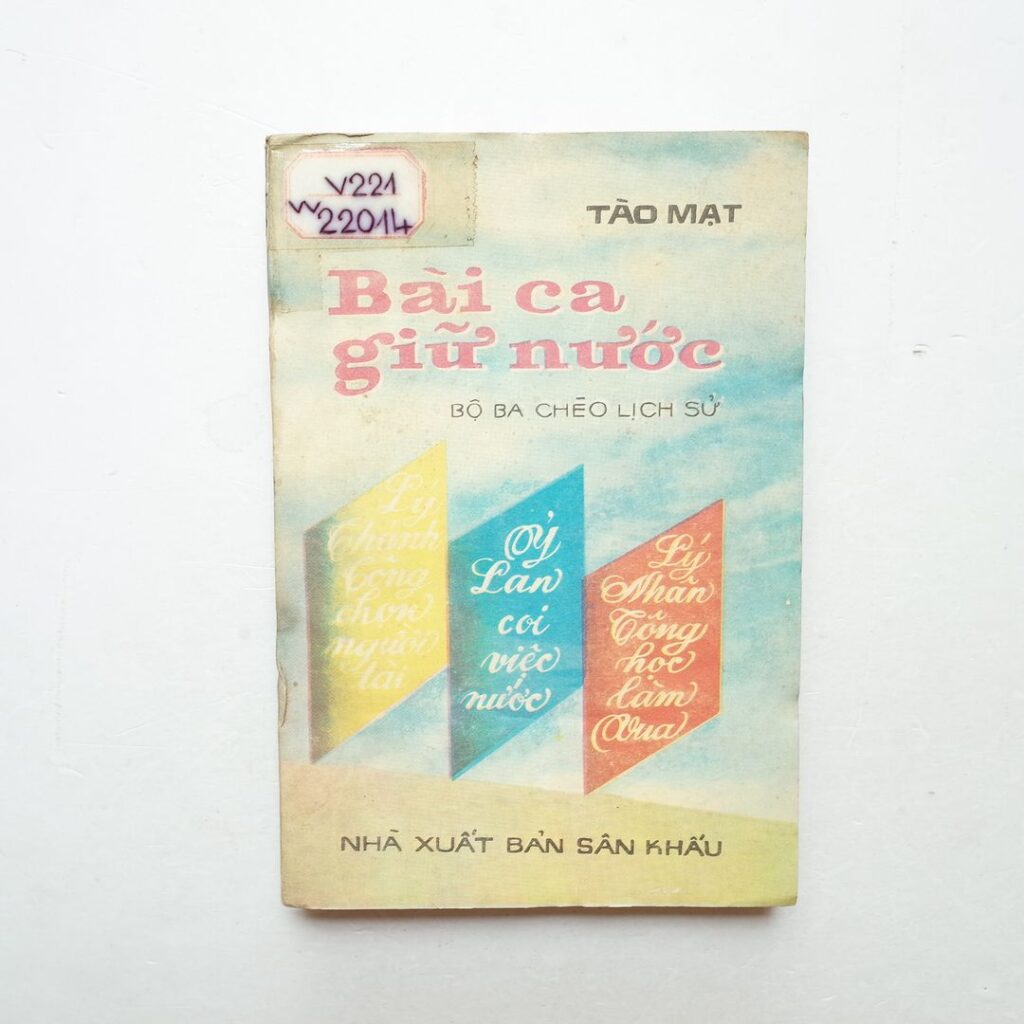 V221
W22014
TÀO MẠT
Bài ca
giữ nước
BỘ BA CHÈO LỊCH SỬ
Lý
Thánh
Tông
chọn
người
tài
Ỷ
Lan
coi
việc
nước
Lý
Nhân
Tông
học
làm
Vua
NHÀ XUẤT BẢN SÂN KHẤU